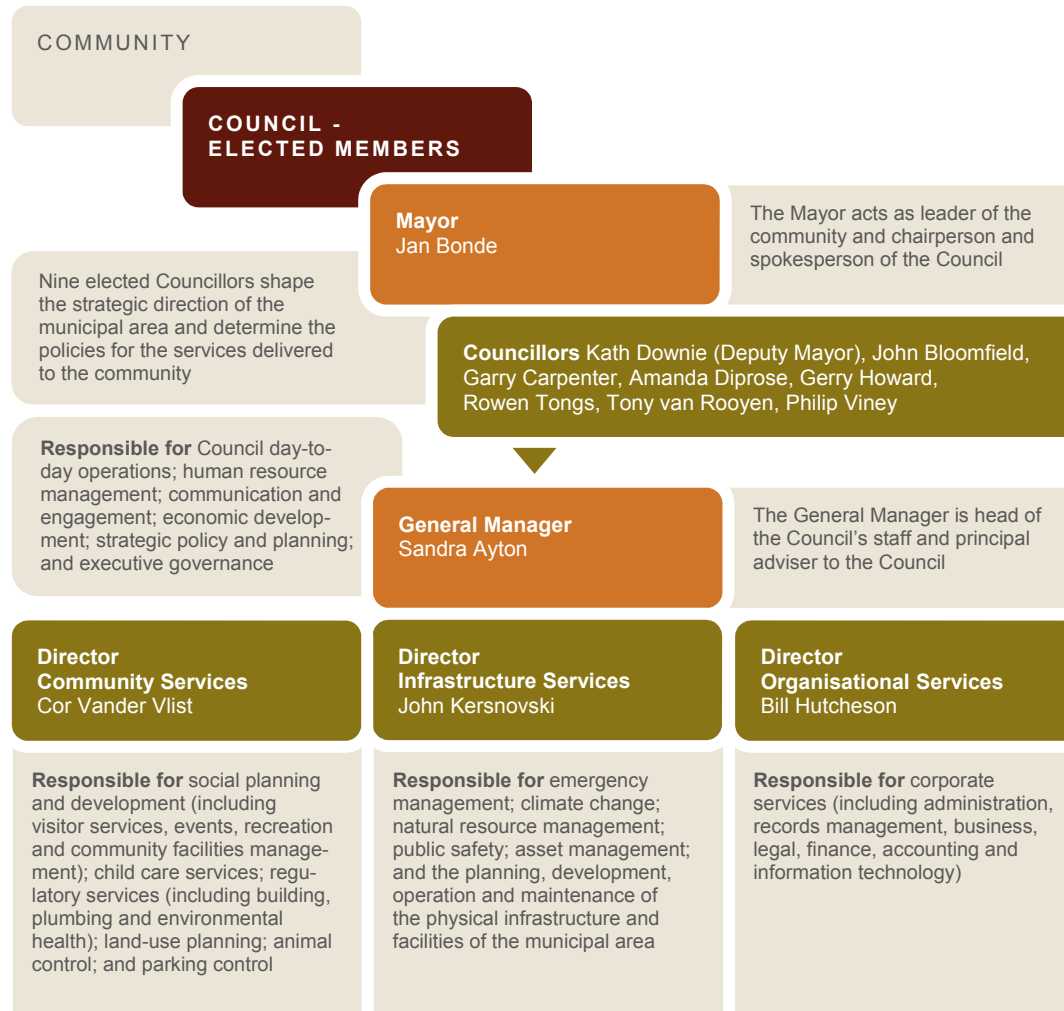 COMMUNITY
COUNCIL -
ELECTED MEMBERS
Mayor
Jan Bonde
The Mayor acts as leader of the
community and chairperson and
spokesperson of the Council
Nine elected Councillors shape
the strategic direction of the
municipal area and determine the
policies for the services delivered
to the community
Councillors Kath Downie (Deputy Mayor), John Bloomfield,
Garry Carpenter, Amanda Diprose, Gerry Howard,
Rowen Tongs, Tony van Rooyen, Philip Viney
Responsible for Council day-to-
day operations; human resource
management; communication and
engagement; economic develop-
ment; strategic policy and planning;
and executive governance
General Manager
Sandra Ayton
The General Manager is head of
the Council’s staff and principal
adviser to the Council
Director
Community Services
Cor Vander Vlist
Responsible for social planning
and development (including
visitor services, events, recreation
and community facilities manage-
ment); child care services; regu-
latory services (including building,
plumbing and environmental
health); land-use planning; animal
control; and parking control
Director
Infrastructure Services
John Kersnovski
Responsible for emergency
management; climate change;
natural resource management;
public safety; asset management;
and the planning, development,
operation and maintenance of
the physical infrastructure and
facilities of the municipal area
Director
Organisational Services
Bill Hutcheson
Responsible for corporate
services (including administration,
records management, business,
legal, finance, accounting and
information technology)